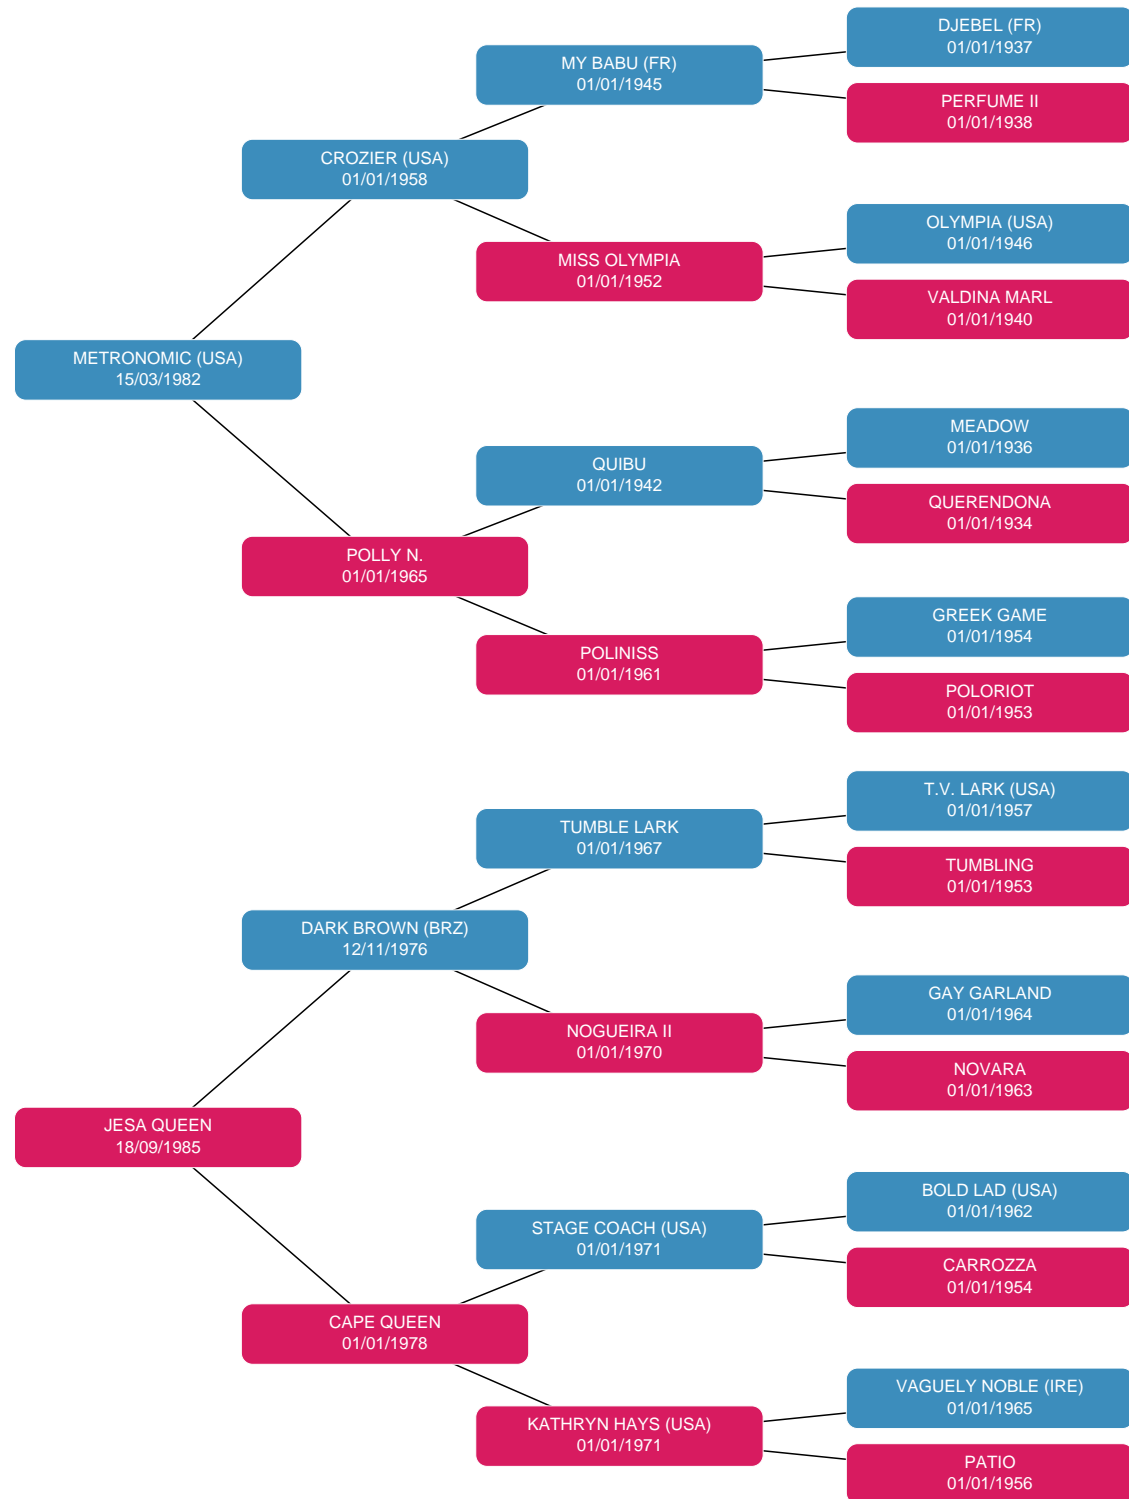 DJEBEL (FR)
01/01/1937
MY BABU (FR)
01/01/1945
PERFUME II
01/01/1938
CROZIER (USA)
01/01/1958
OLYMPIA (USA)
01/01/1946
MISS OLYMPIA
01/01/1952
VALDINA MARL
01/01/1940
METRONOMIC (USA)
15/03/1982
MEADOW
01/01/1936
QUIBU
01/01/1942
QUERENDONA
01/01/1934
POLLY N.
01/01/1965
GREEK GAME
01/01/1954
POLINISS
01/01/1961
POLORIOT
01/01/1953
T.V. LARK (USA)
01/01/1957
TUMBLE LARK
01/01/1967
TUMBLING
01/01/1953
DARK BROWN (BRZ)
12/11/1976
GAY GARLAND
01/01/1964
NOGUEIRA II
01/01/1970
NOVARA
01/01/1963
JESA QUEEN
18/09/1985
BOLD LAD (USA)
01/01/1962
STAGE COACH (USA)
01/01/1971
CARROZZA
01/01/1954
CAPE QUEEN
01/01/1978
VAGUELY NOBLE (IRE)
01/01/1965
KATHRYN HAYS (USA)
01/01/1971
PATIO
01/01/1956